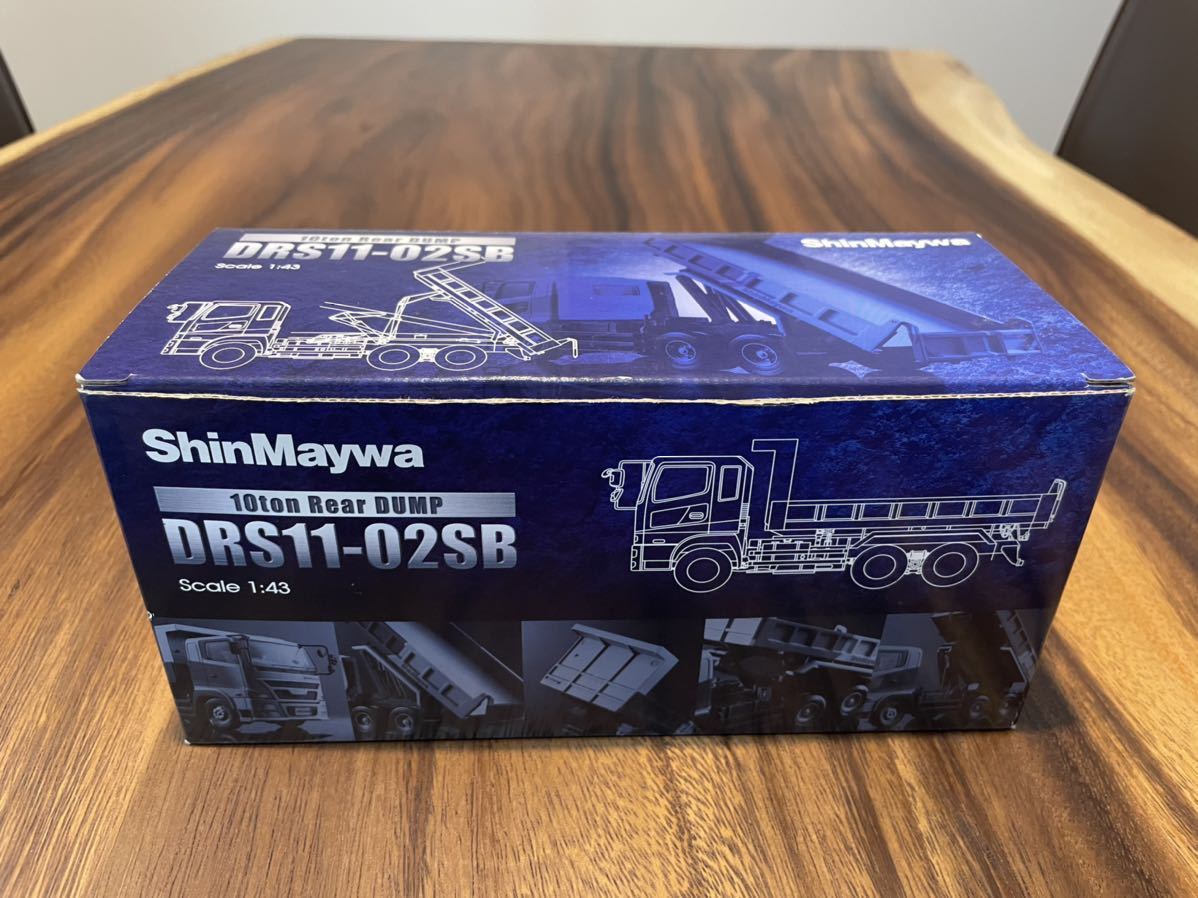 10ton Rear DUMP
DRS11-02SB
Scale 1:43
ShinMaywa
ShinMaywa
10ton Rear DUMP
DRS11-02SB
Scale 1:43